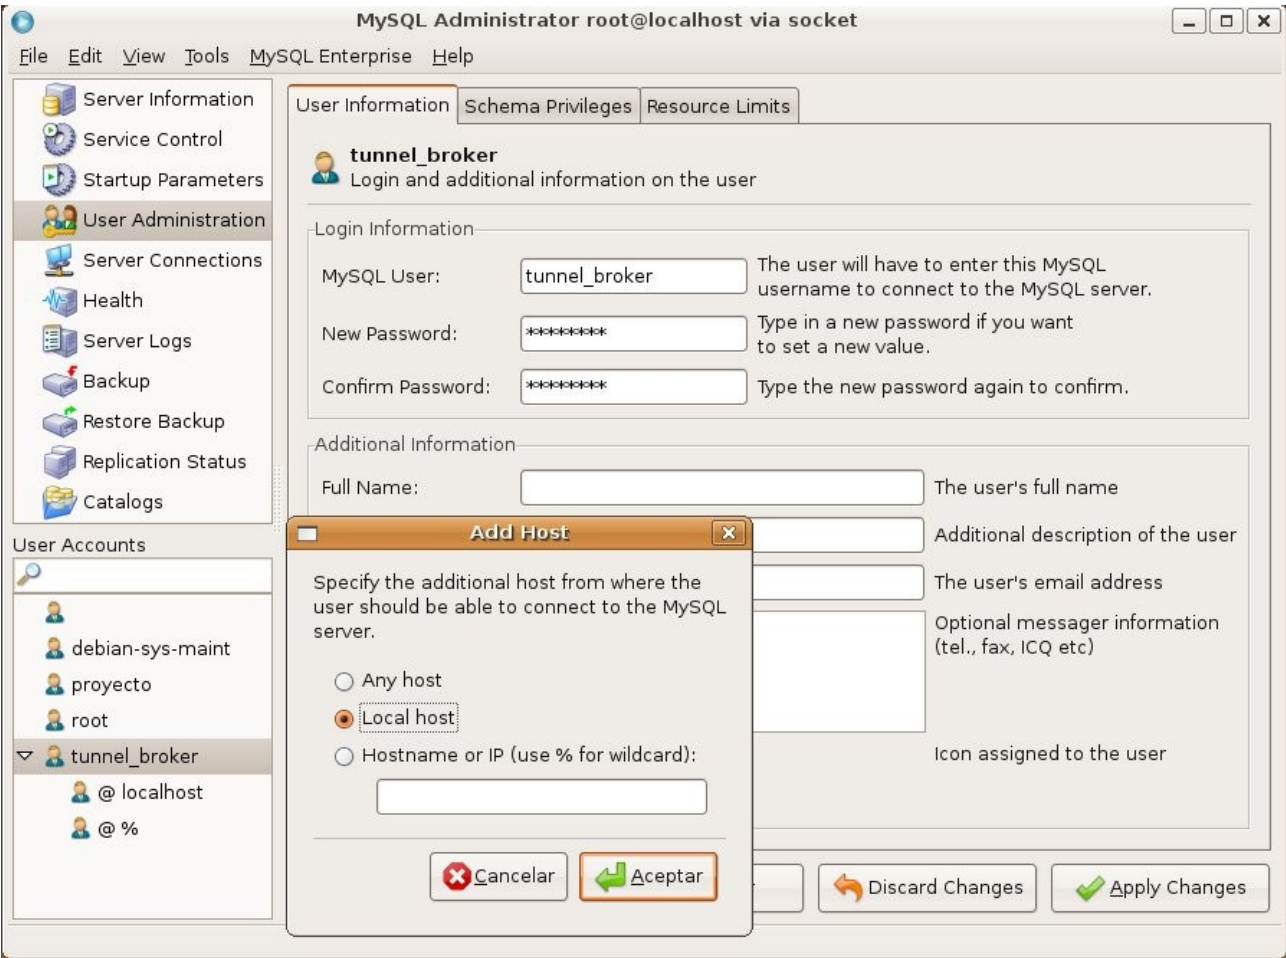 MySQL Administrator root@localhost via socket
File Edit View Tools MySQL Enterprise Help
Server Information
Service Control
Startup Parameters
User Administration
Server Connections
Health
Server Logs
Backup
Restore Backup
Replication Status
Catalogs
User Accounts
debian-sys-maint
proyecto
root
tunnel_broker
@ localhost
@ %
User Information Schema Privileges Resource Limits
tunnel_broker
Login and additional information on the user
Login Information
MySQL User: tunnel_broker The user will have to enter this MySQL
username to connect to the MySQL server.
New Password: ******** Type in a new password if you want
to set a new value.
Confirm Password: ******** Type the new password again to confirm.
Additional Information
Full Name: The user's full name
Additional description of the user
The user's email address
Optional messager information
(tel., fax, ICQ etc)
Icon assigned to the user
Add Host
Specify the additional host from where the
user should be able to connect to the MySQL
server.
Any host
Local host
Hostname or IP (use % for wildcard):
Cancelar Aceptar
Discard Changes Apply Changes